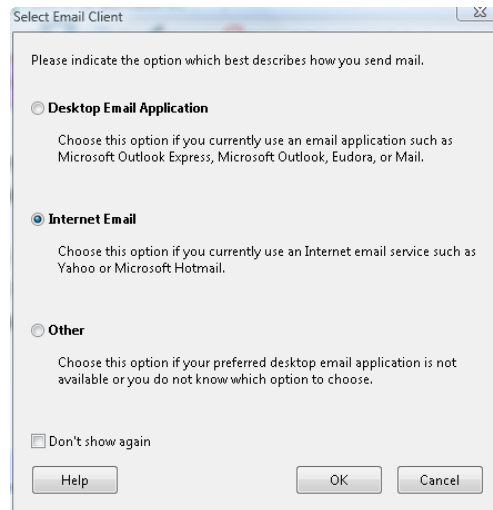 Select Email Client
Please indicate the option which best describes how you send mail.
Desktop Email Application
Choose this option if you currently use an email application such as
Microsoft Outlook Express, Microsoft Outlook, Eudora, or Mail.
Internet Email
Choose this option if you currently use an Internet email service such as
Yahoo or Microsoft Hotmail.
Other
Choose this option if your preferred desktop email application is not
available or you do not know which option to choose.
Don't show again
Help OK Cancel